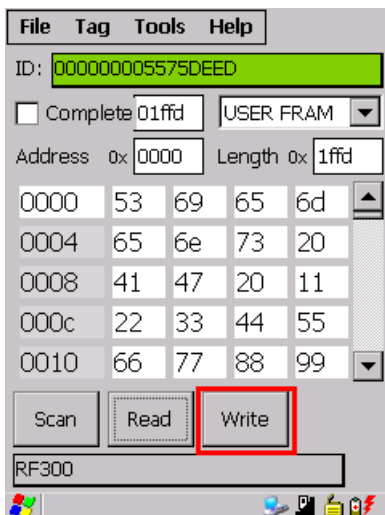 File Tag Tools Help
ID: 000000005575DEED
Complete 01ffd USER FRAM
Address 0x 0000 Length 0x 1ffd
0000 53 69 65 6d
0004 65 6e 73 20
0008 41 47 20 11
000c 22 33 44 55
0010 66 77 88 99
Scan Read Write
RF300